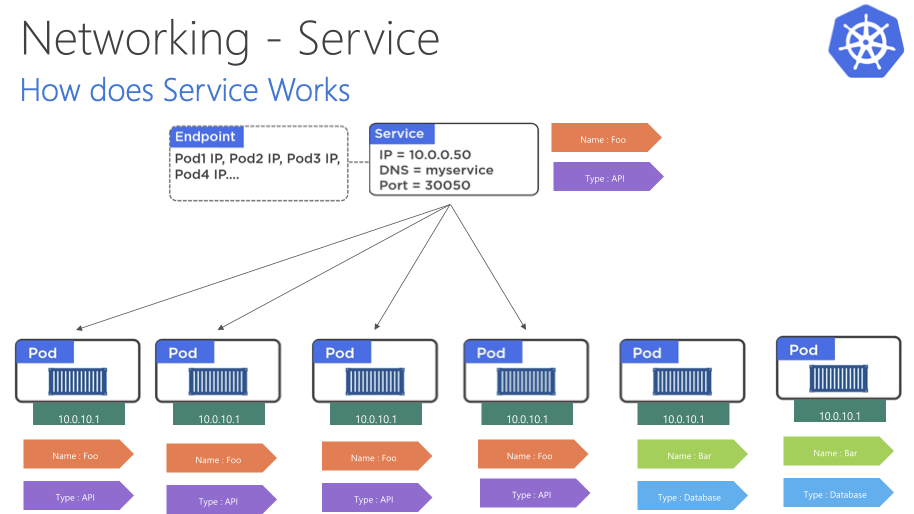 Networking - Service
How does Service Works
Endpoint
Pod1 IP, Pod2 IP, Pod3 IP,
Pod4 IP....
Service
IP = 10.0.0.50
DNS = myservice
Port = 30050
Name : Foo
Type : API
Pod
10.0.10.1
Name : Foo
Type : API
Pod
10.0.10.1
Name : Foo
Type : API
Pod
10.0.10.1
Name : Foo
Type : API
Pod
10.0.10.1
Name : Foo
Type : API
Pod
10.0.10.1
Name : Bar
Type : Database
Pod
10.0.10.1
Name : Bar
Type : Database